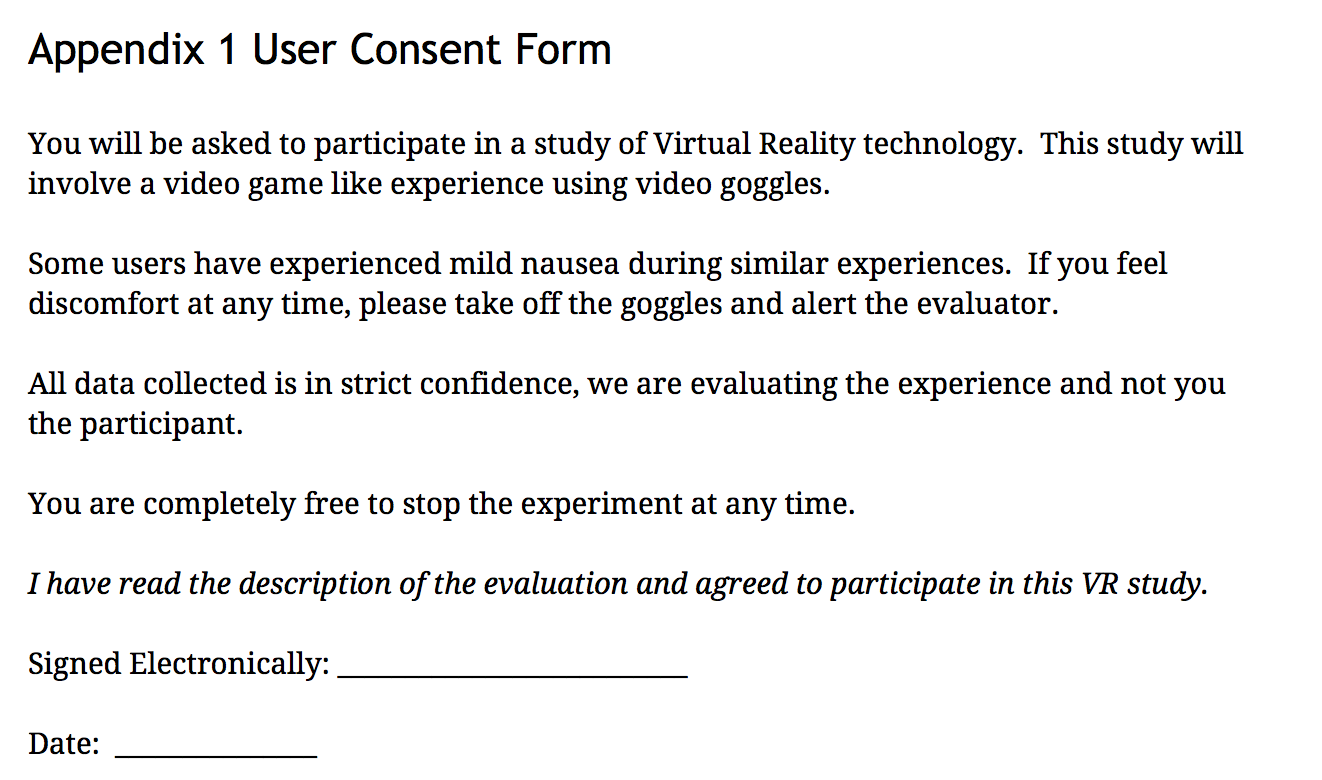 Appendix 1 User Consent Form
You will be asked to participate in a study of Virtual Reality technology.  This study will
involve a video game like experience using video goggles.
Some users have experienced mild nausea during similar experiences.  If you feel
discomfort at any time, please take off the goggles and alert the evaluator.
All data collected is in strict confidence, we are evaluating the experience and not you
the participant.
You are completely free to stop the experiment at any time.
I have read the description of the evaluation and agreed to participate in this VR study.
Signed Electronically: _______________________
Date:  _____________